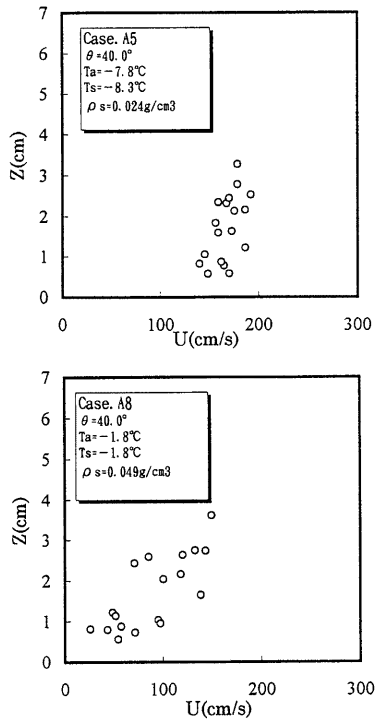 7
6
5
4
3
2
1
0
Z(cm)
Case. A5
θ=40.0°
Ta=-7.8℃
Ts=-8.3℃
ρs=0.024g/cm3
0 100 200 300
U(cm/s)
7
6
5
4
3
2
1
0
Z(cm)
Case. A8
θ=40.0°
Ta=-1.8℃
Ts=-1.8℃
ρs=0.049g/cm3
0 100 200 300
U(cm/s)